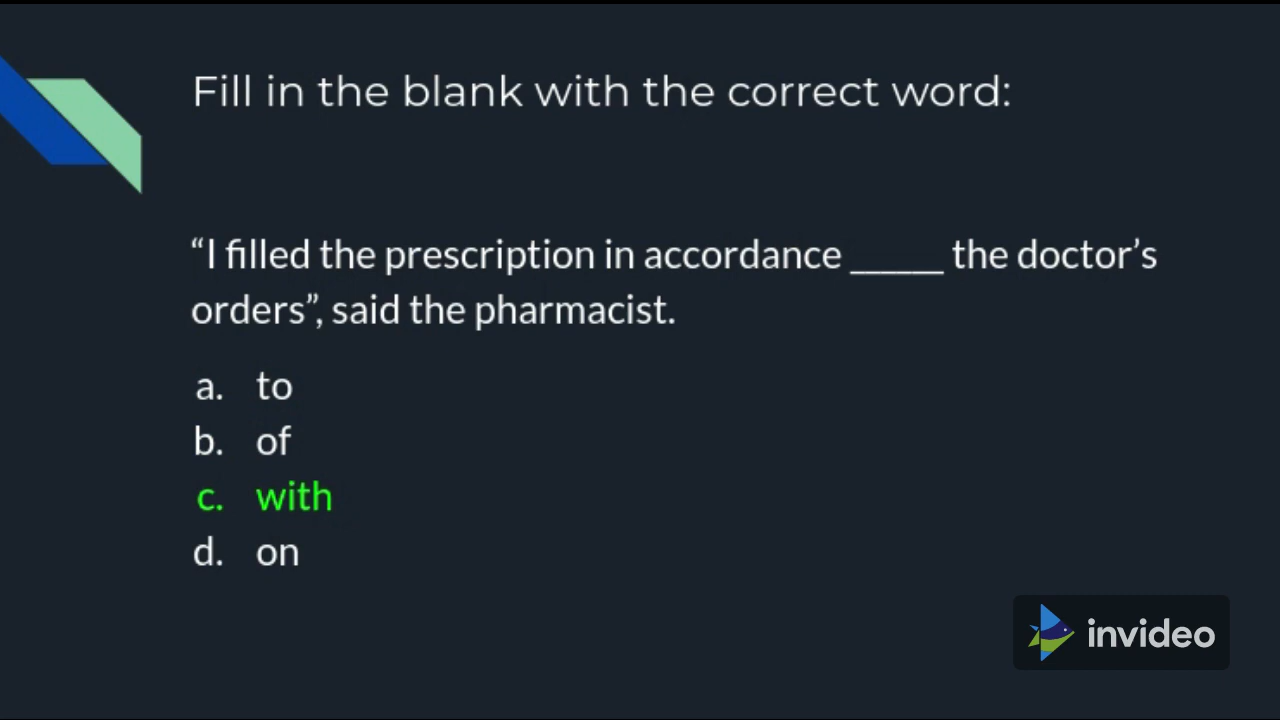 Fill in the blank with the correct word:
“I filled the prescription in accordance _____ the doctor’s
orders”, said the pharmacist.
a. to
b. of
c. with
d. on
invideo